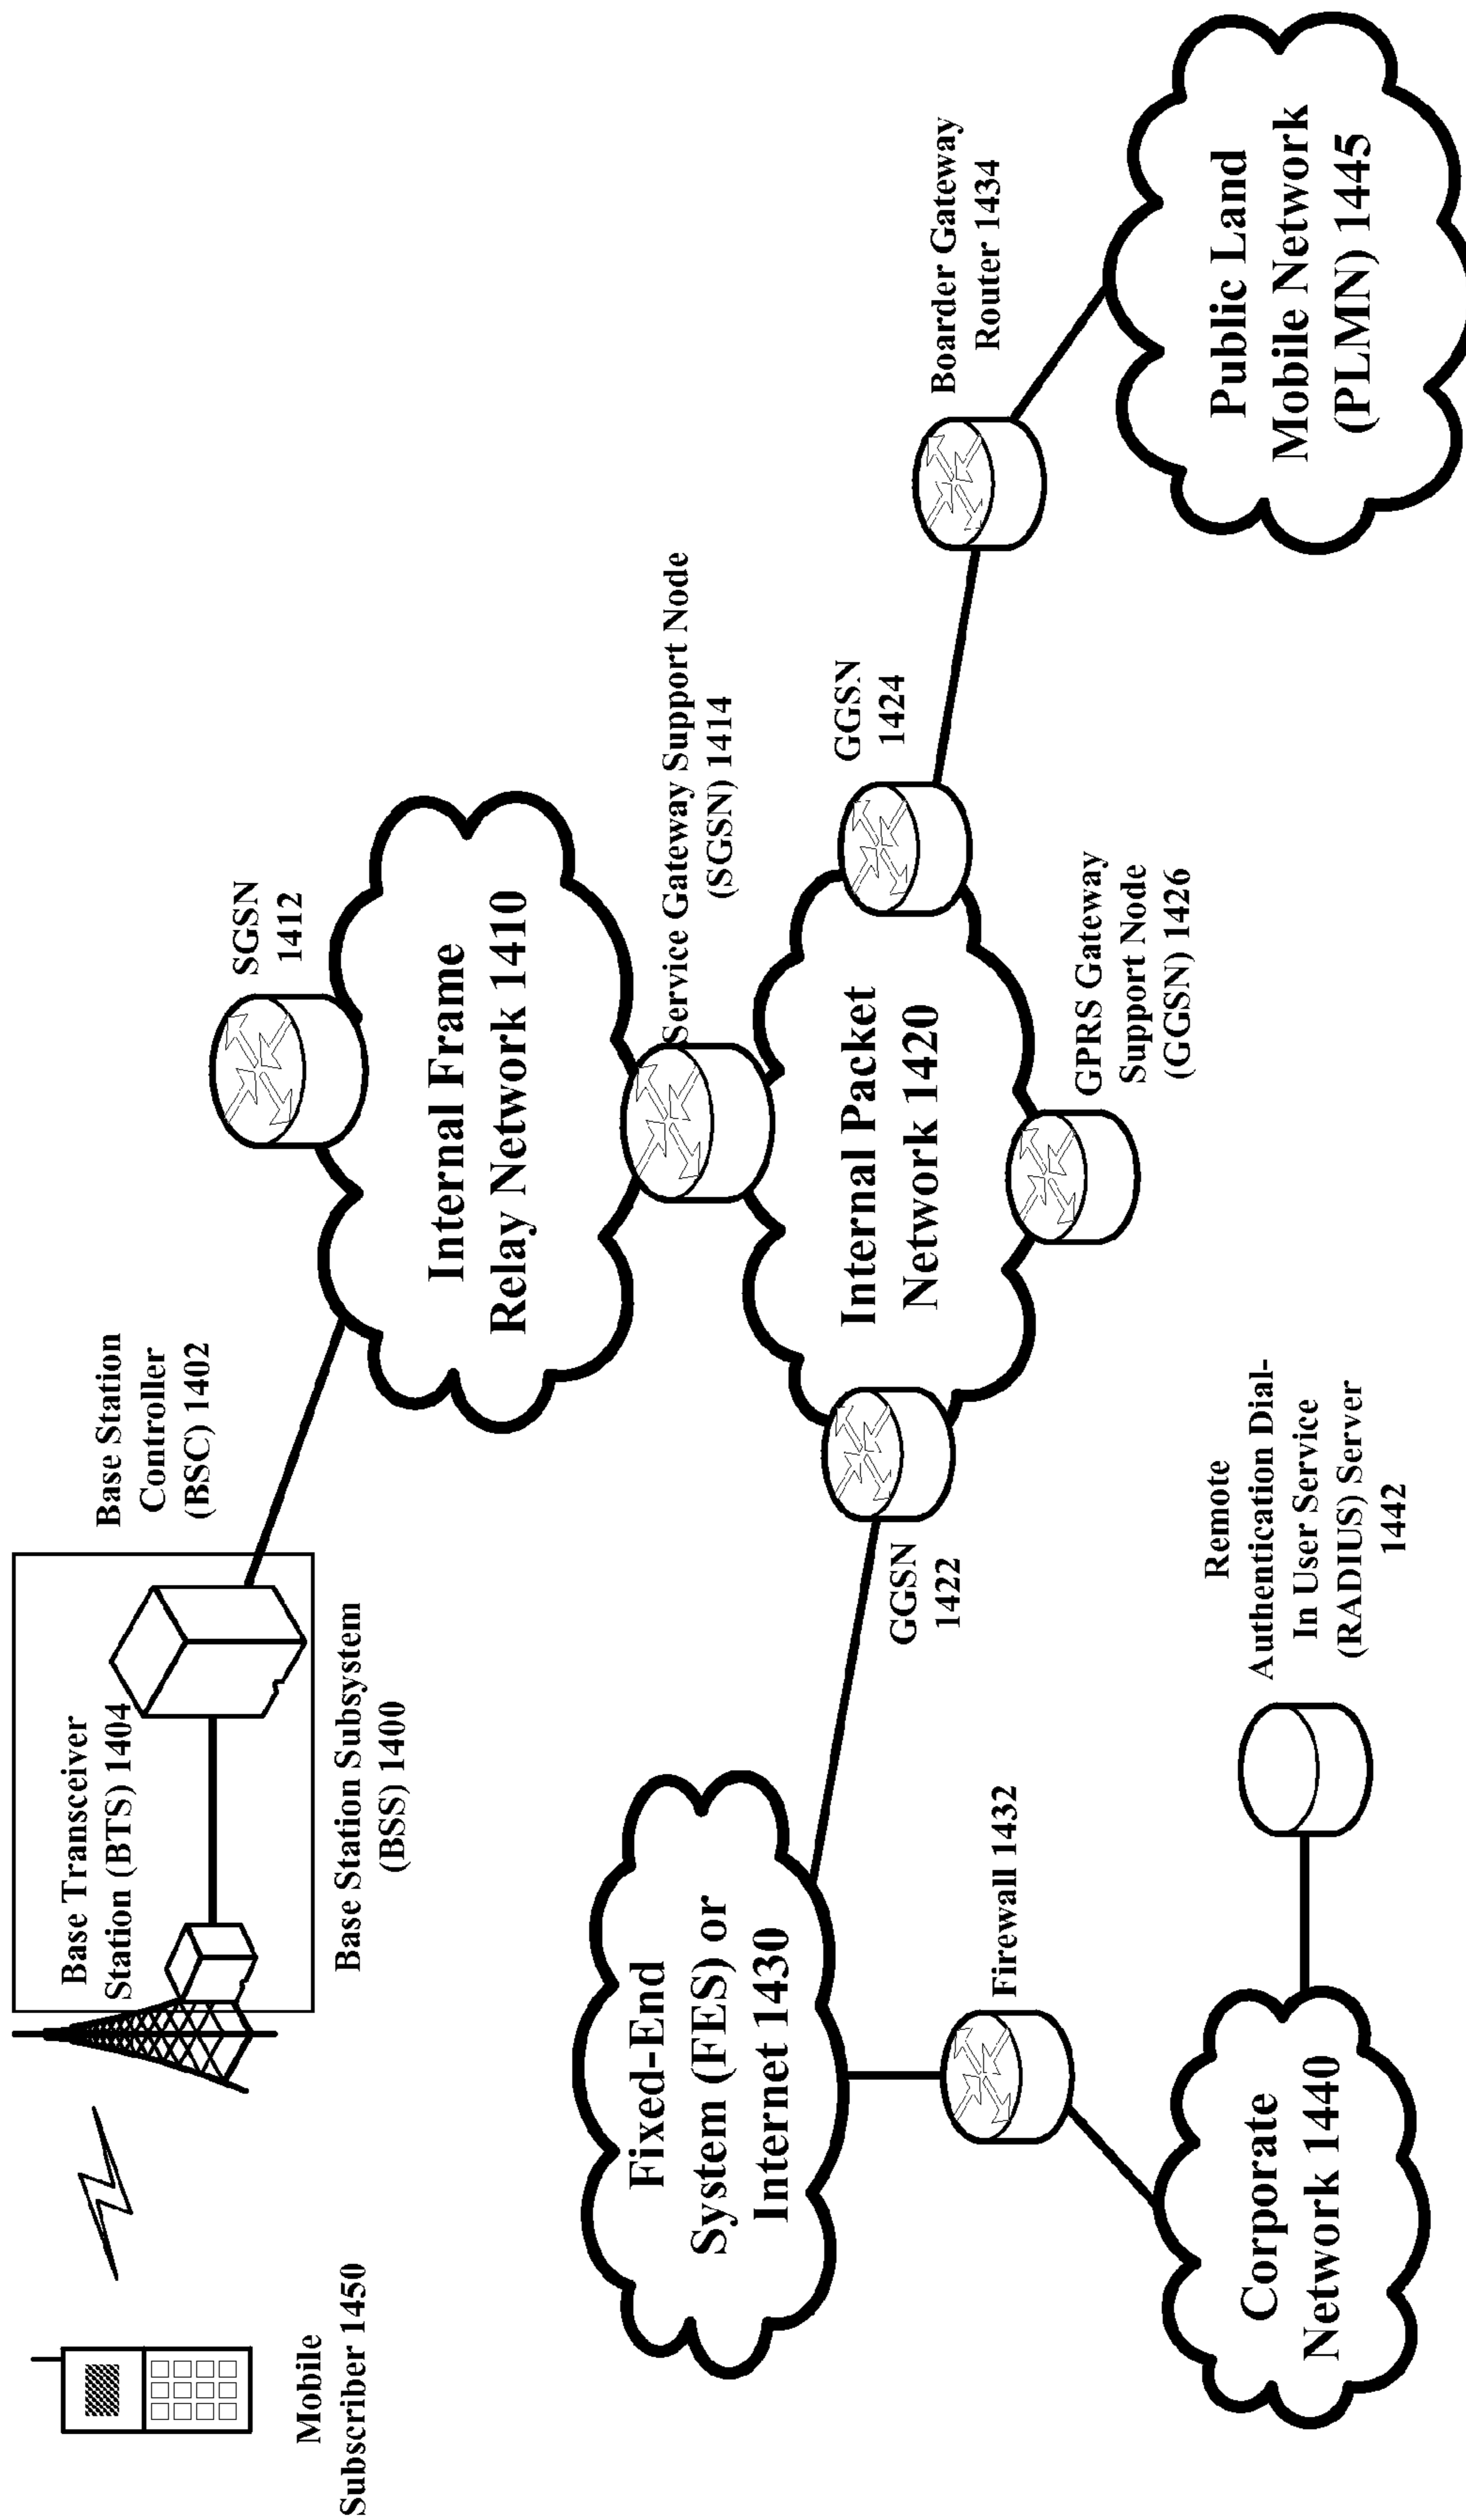 Mobile
Subscriber 1450
Base Transceiver
Station (BTS) 1404
Base Station Subsystem
(BSS) 1400
Base Station
Controller
(BSC) 1402
SGSN
1412
Internal Frame
Relay Network 1410
Service Gateway Support Node
(SGSN) 1414
Fixed-End
System (FES) or
Internet 1430
GGSN
1422
Internal Packet
Network 1420
GGSN
1424
GPRS Gateway
Support Node
(GGSN) 1426
Boarder Gateway
Router 1434
Firewall 1432
Corporate
Network 1440
Remote
Authentication Dial-
In User Service
(RADIUS) Server
1442
Public Land
Mobile Network
(PLMN) 1445